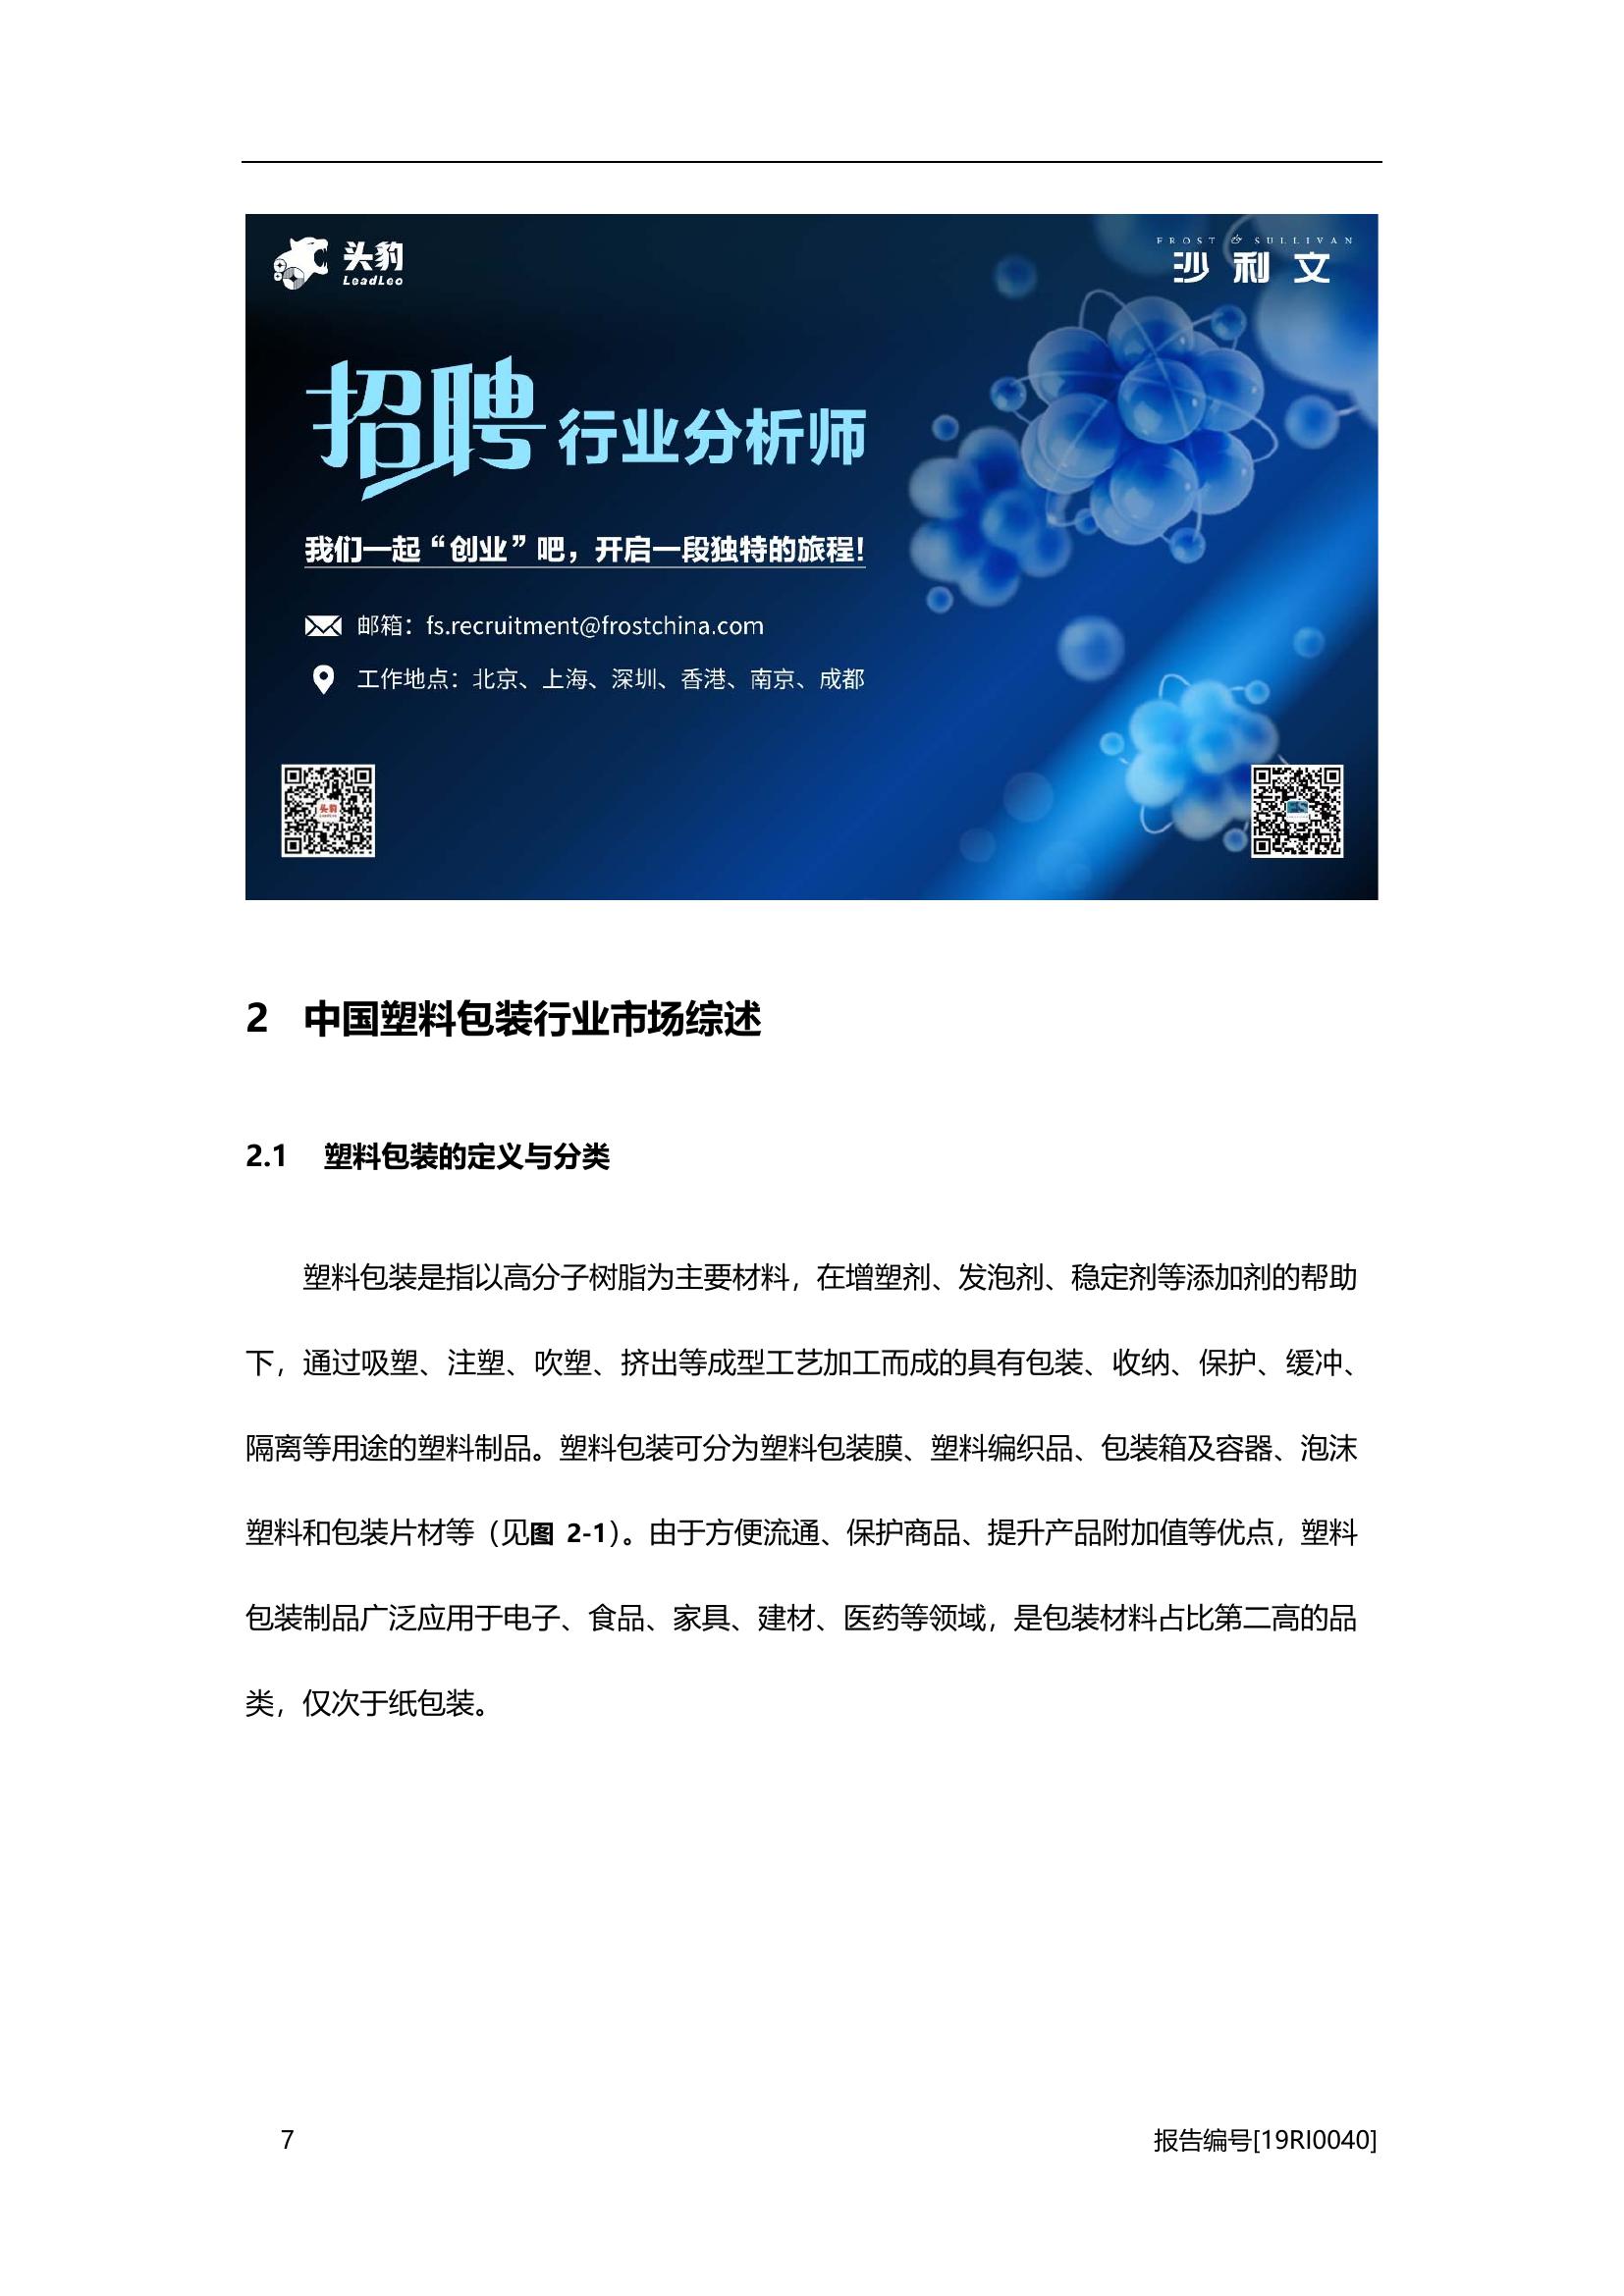 头豹
LeadLeo
FROST & SULLIVAN
沙利文
招聘 行业分析师
我们一起“创业”吧，开启一段独特的旅程！
邮箱：fs.recruitment@frostchina.com
工作地点：北京、上海、深圳、香港、南京、成都
头豹
2 中国塑料包装行业市场综述
2.1 塑料包装的定义与分类
塑料包装是指以高分子树脂为主要材料，在增塑剂、发泡剂、稳定剂等添加剂的帮助
下，通过吸塑、注塑、吹塑、挤出等成型工艺加工而成的具有包装、收纳、保护、缓冲、
隔离等用途的塑料制品。塑料包装可分为塑料包装膜、塑料编织品、包装箱及容器、泡沫
塑料和包装片材等（见图 2-1）。由于方便流通、保护商品、提升产品附加值等优点，塑料
包装制品广泛应用于电子、食品、家具、建材、医药等领域，是包装材料占比第二高的品
类，仅次于纸包装。
7
报告编号[19RI0040]